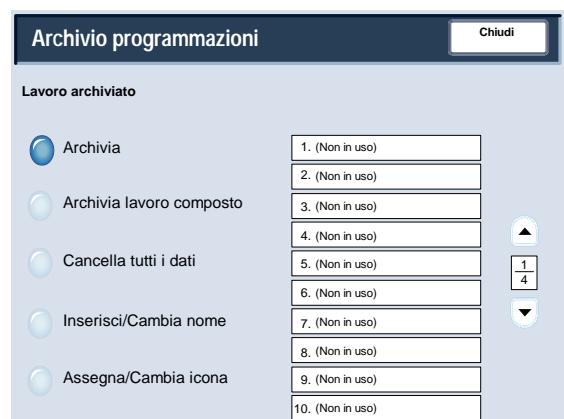 Archivio programmazioni
Chiudi
Lavoro archiviato
Archivia
Archivia lavoro composto
Cancella tutti i dati
Inserisci/Cambia nome
Assegna/Cambia icona
1. (Non in uso)
2. (Non in uso)
3. (Non in uso)
4. (Non in uso)
5. (Non in uso)
6. (Non in uso)
7. (Non in uso)
8. (Non in uso)
9. (Non in uso)
10. (Non in uso)
1
4